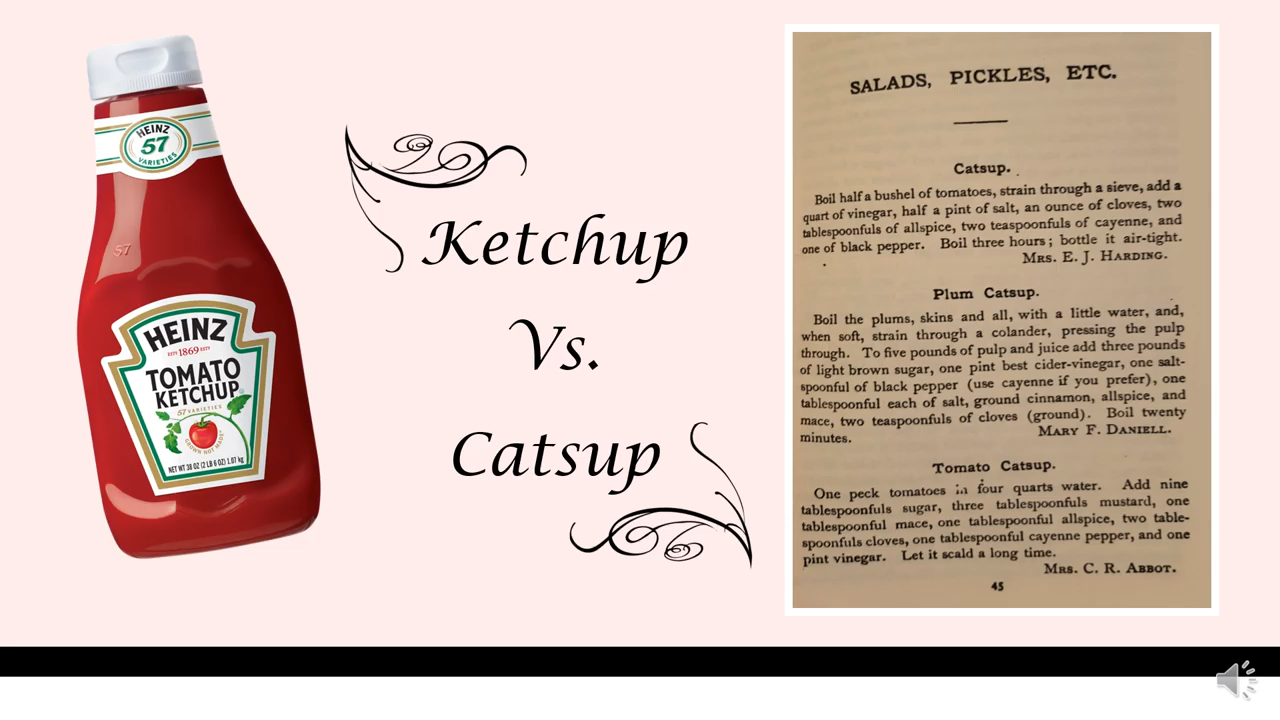 HEINZ
57
VARIETIES
57
HEINZ
ESTD 1869 ESTD
TOMATO
KETCHUP
57 VARIETIES
GROWN NOT MADE
NET WT 38 OZ (2 LB 6 OZ) 1.07 kg
Ketchup
Vs.
Catsup
SALADS, PICKLES, ETC.
Catsup.
Boil half a bushel of tomatoes, strain through a sieve, add a
quart of vinegar, half a pint of salt, an ounce of cloves, two
tablespoonfuls of allspice, two teaspoonfuls of cayenne, and
one of black pepper. Boil three hours; bottle it air-tight.
MRS. E. J. HARDING.
Plum Catsup.
Boil the plums, skins and all, with a little water, and,
when soft, strain through a colander, pressing the pulp
through. To five pounds of pulp and juice add three pounds
of light brown sugar, one pint best cider-vinegar, one salt-
spoonful of black pepper (use cayenne if you prefer), one
tablespoonful each of salt, ground cinnamon, allspice, and
mace, two teaspoonfuls of cloves (ground). Boil twenty
minutes.
MARY F. DANIELL.
Tomato Catsup.
One peck tomatoes in four quarts water. Add nine
tablespoonfuls sugar, three tablespoonfuls mustard, one
tablespoonful mace, one tablespoonful allspice, two table-
spoonfuls cloves, one tablespoonful cayenne pepper, and one
pint vinegar. Let it scald a long time.
MRS. C. R. ABBOT.
45